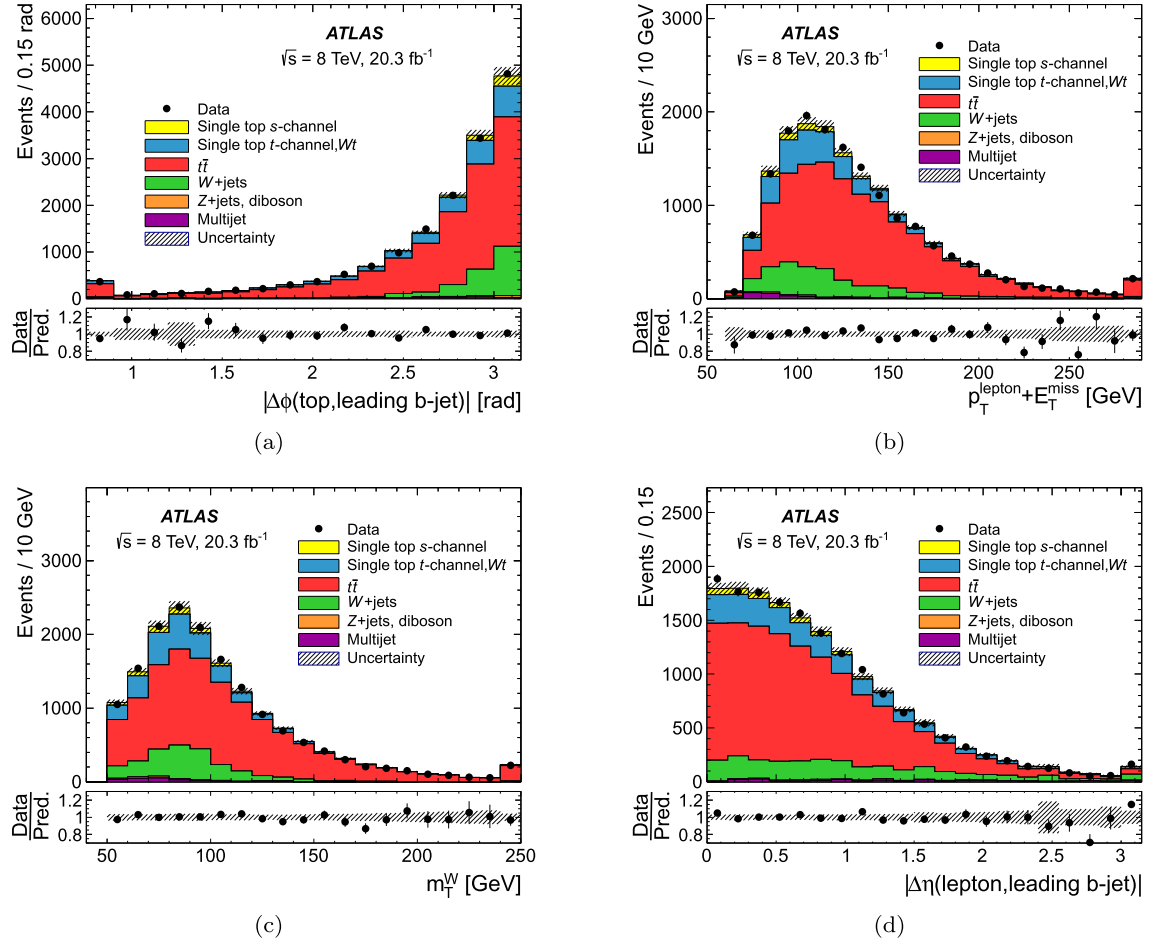 Events / 0.15 rad
6000
5000
4000
3000
2000
1000
0
ATLAS
√s = 8 TeV, 20.3 fb⁻¹
Data
Single top s-channel
Single top t-channel,Wt
tt̄
W+jets
Z+jets, diboson
Multijet
Uncertainty
Data
Pred.
1.2
1.0
0.8
1 1.5 2 2.5 3
|Δϕ(top,leading b-jet)| [rad]
(a)
Events / 10 GeV
3000
2000
1000
0
ATLAS
√s = 8 TeV, 20.3 fb⁻¹
Data
Single top s-channel
Single top t-channel,Wt
tt̄
W+jets
Z+jets, diboson
Multijet
Uncertainty
Data
Pred.
1.2
1.0
0.8
50 100 150 200 250
p_T^lepton+E_T^miss [GeV]
(b)
Events / 10 GeV
3000
2000
1000
0
ATLAS
√s = 8 TeV, 20.3 fb⁻¹
Data
Single top s-channel
Single top t-channel,Wt
tt̄
W+jets
Z+jets, diboson
Multijet
Uncertainty
Data
Pred.
1.2
1
0.8
50 100 150 200 250
m_T^W [GeV]
(c)
Events / 0.15
2500
2000
1500
1000
500
0
ATLAS
√s = 8 TeV, 20.3 fb⁻¹
Data
Single top s-channel
Single top t-channel,Wt
tt̄
W+jets
Z+jets, diboson
Multijet
Uncertainty
Data
Pred.
1.2
1.0
0.8
0 0.5 1 1.5 2 2.5 3
|Δη(lepton,leading b-jet)|
(d)